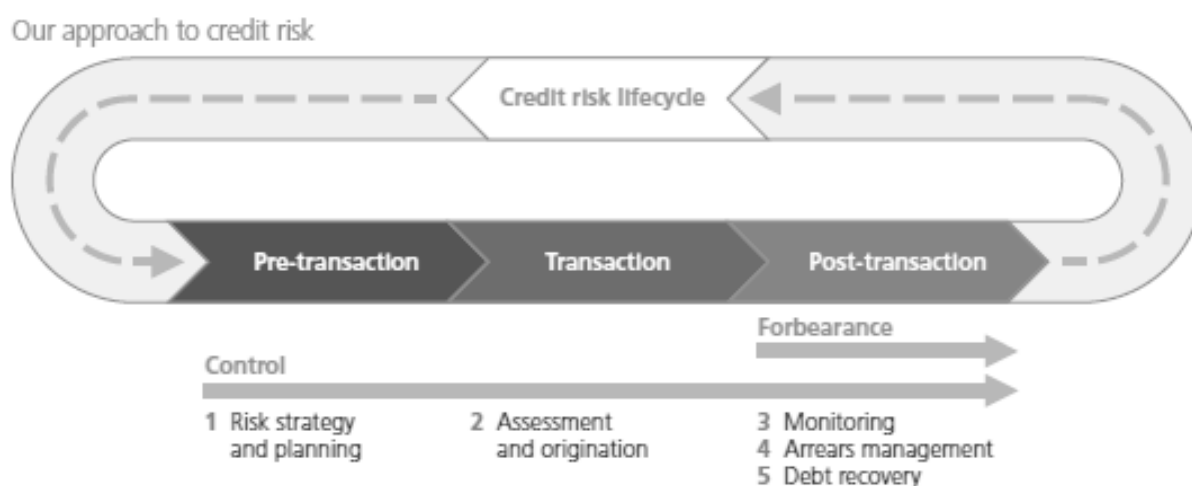 Our approach to credit risk
Credit risk lifecycle
Pre-transaction
Transaction
Post-transaction
Forbearance
Control
1 Risk strategy
and planning
2 Assessment
and origination
3 Monitoring
4 Arrears management
5 Debt recovery